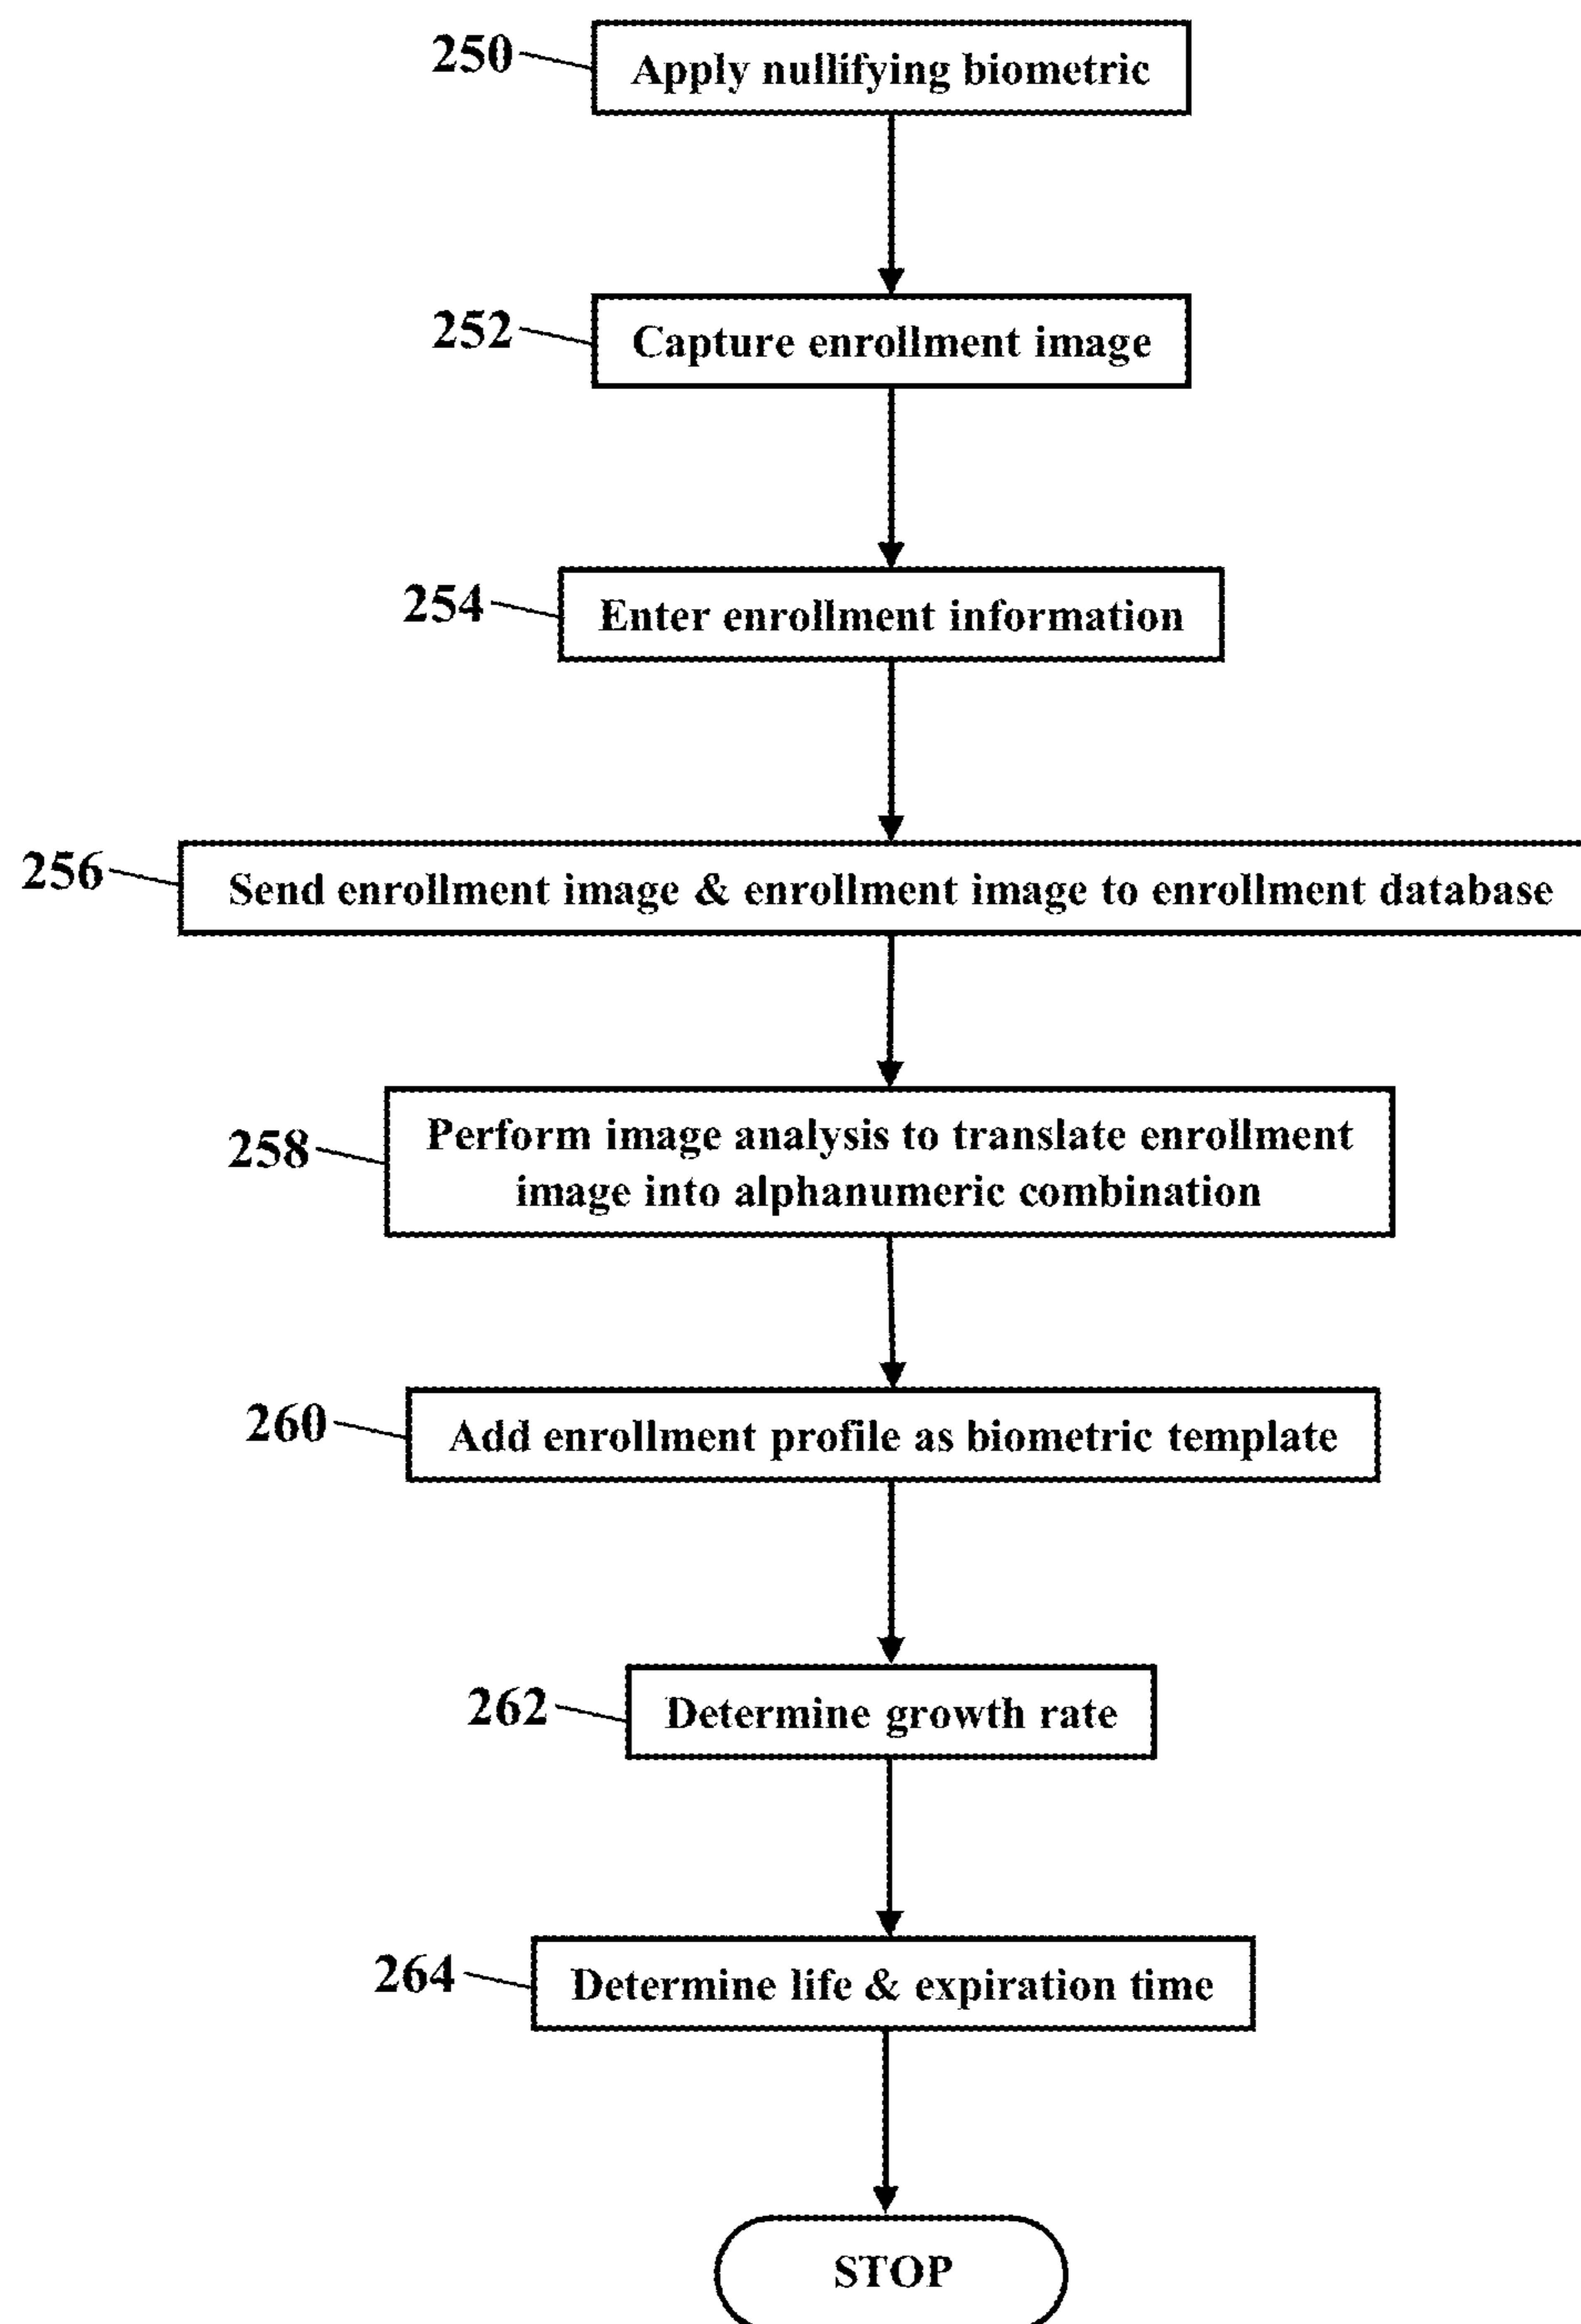 250
Apply nullifying biometric
252
Capture enrollment image
254
Enter enrollment information
256
Send enrollment image & enrollment image to enrollment database
258
Perform image analysis to translate enrollment
image into alphanumeric combination
260
Add enrollment profile as biometric template
262
Determine growth rate
264
Determine life & expiration time
STOP